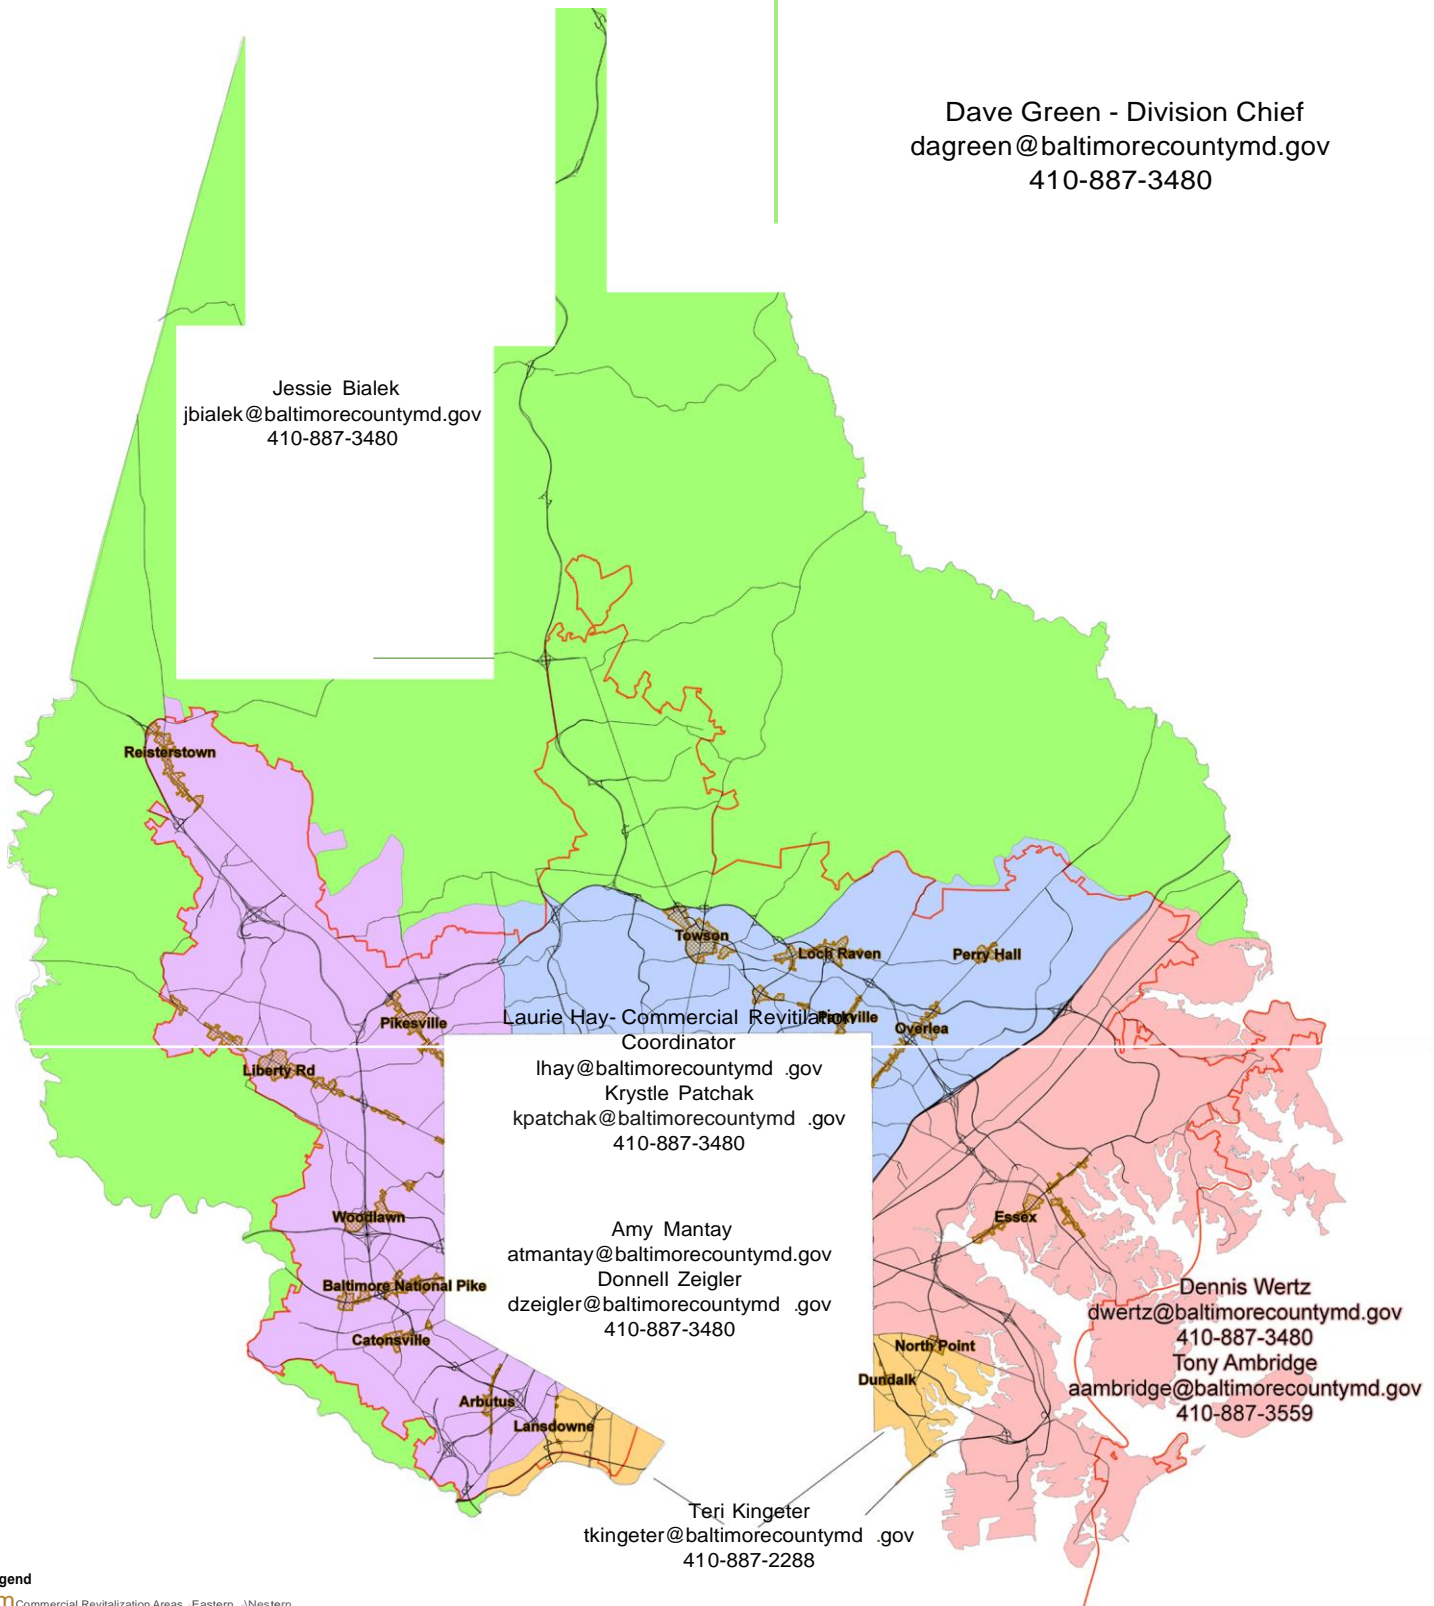 Dave Green - Division Chief
dagreen@baltimorecountymd.gov
410-887-3480
Jessie Bialek
jbialek@baltimorecountymd.gov
410-887-3480
Reisterstown
Towson
Loch Raven
Perry Hall
Pikesville
Laurie Hay- Commercial Revitilation
Parkville
Overlea
Coordinator
lhay@baltimorecountymd .gov
Krystle Patchak
kpatchak@baltimorecountymd .gov
410-887-3480
Liberty Rd
Woodlawn
Essex
Amy Mantay
atmantay@baltimorecountymd.gov
Donnell Zeigler
dzeigler@baltimorecountymd .gov
410-887-3480
Baltimore National Pike
Catonsville
Arbutus
Lansdowne
North Point
Dundalk
Dennis Wertz
dwertz@baltimorecountymd.gov
410-887-3480
Tony Ambridge
aambridge@baltimorecountymd.gov
410-887-3559
Teri Kingeter
tkingeter@baltimorecountymd .gov
410-887-2288
gend
Commercial Revitalization Areas -Eastern